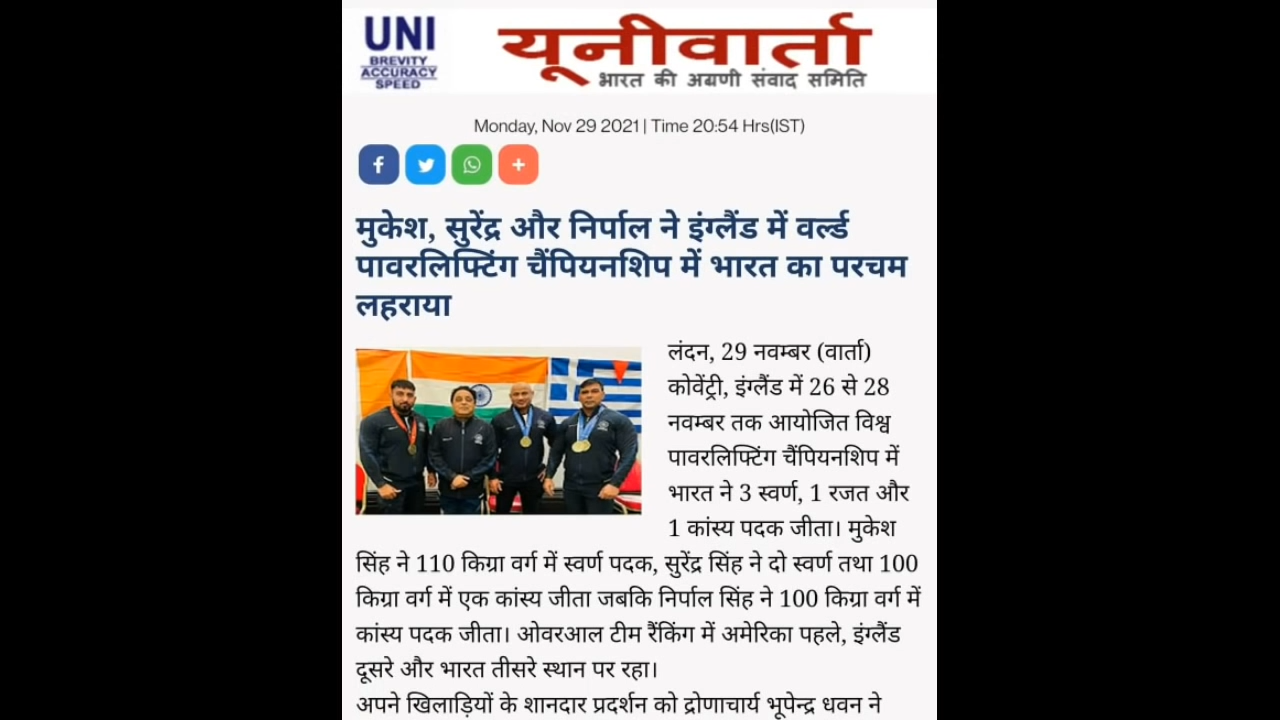 UNI
BREVITY
ACCURACY
SPEED
यूनीवार्ता
भारत की अग्रणी संवाद समिति
Monday, Nov 29 2021| Time 20:54 Hrs(IST)
मुकेश, सुरेंद्र और निर्पाल ने इंग्लैंड में वर्ल्ड
पावरलिफ्टिंग चैंपियनशिप में भारत का परचम
लहराया
लंदन, 29 नवम्बर (वार्ता)
कोवेंट्री, इंग्लैंड में 26 से 28
नवम्बर तक आयोजित विश्व
पावरलिफ्टिंग चैंपियनशिप में
भारत ने 3 स्वर्ण, 1 रजत और
1 कांस्य पदक जीता। मुकेश
सिंह ने 110 किग्रा वर्ग में स्वर्ण पदक, सुरेंद्र सिंह ने दो स्वर्ण तथा 100
किग्रा वर्ग में एक कांस्य जीता जबकि निर्पाल सिंह ने 100 किग्रा वर्ग में
कांस्य पदक जीता। ओवरआल टीम रैंकिंग में अमेरिका पहले, इंग्लैंड
दूसरे और भारत तीसरे स्थान पर रहा।
अपने खिलाड़ियों के शानदार प्रदर्शन को द्रोणाचार्य भूपेन्द्र धवन ने